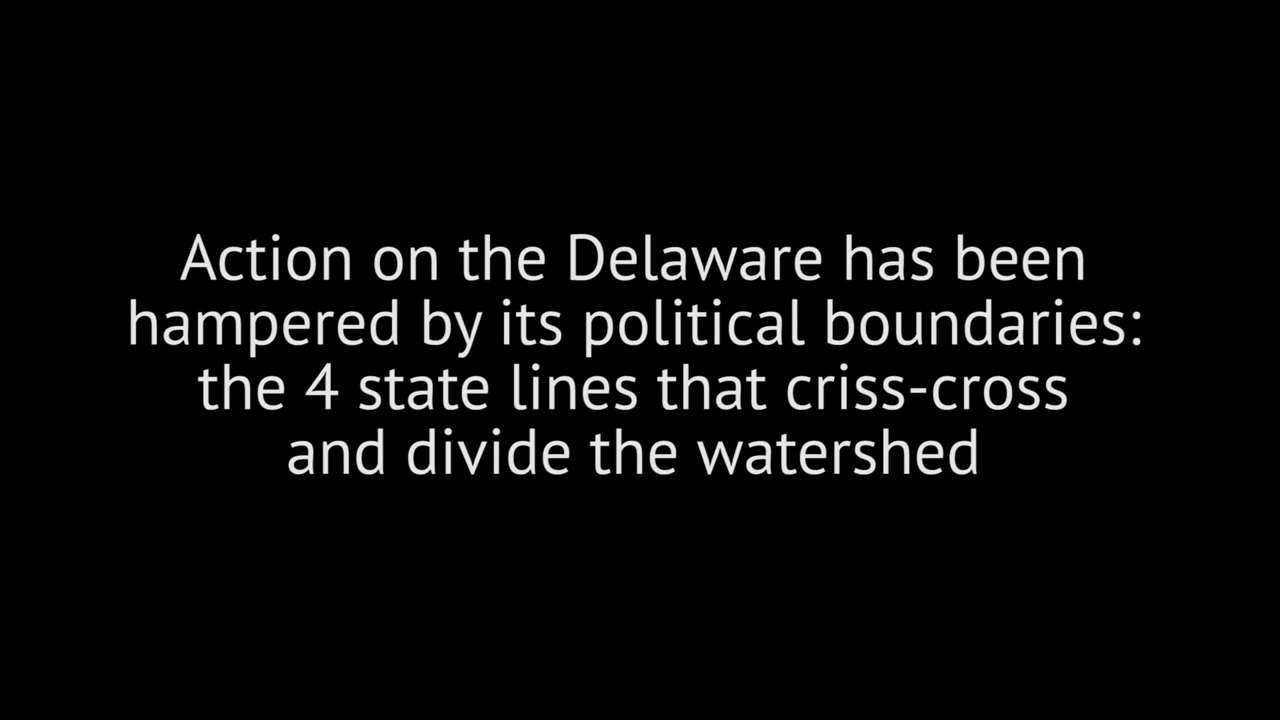 Action on the Delaware has been
hampered by its political boundaries:
the 4 state lines that criss-cross
and divide the watershed